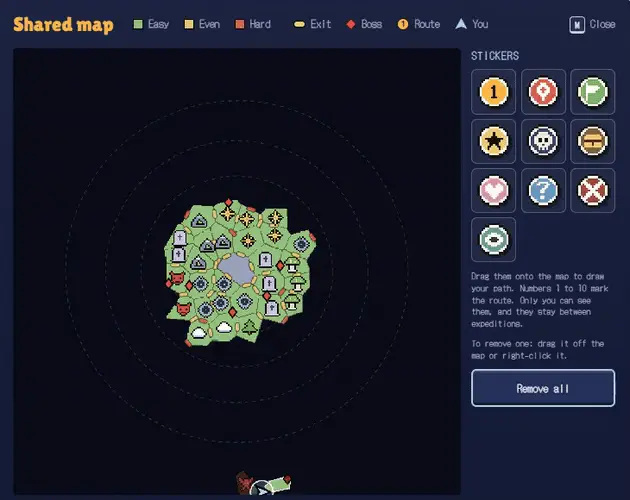 Shared map
Easy
Even
Hard
Exit
Boss
1
Route
You
M
Close
STICKERS
1
?
Drag them onto the map to draw
your path. Numbers 1 to 10 mark
the route. Only you can see
them, and they stay between
expeditions.
To remove one: drag it off the
map or right-click it.
Remove all